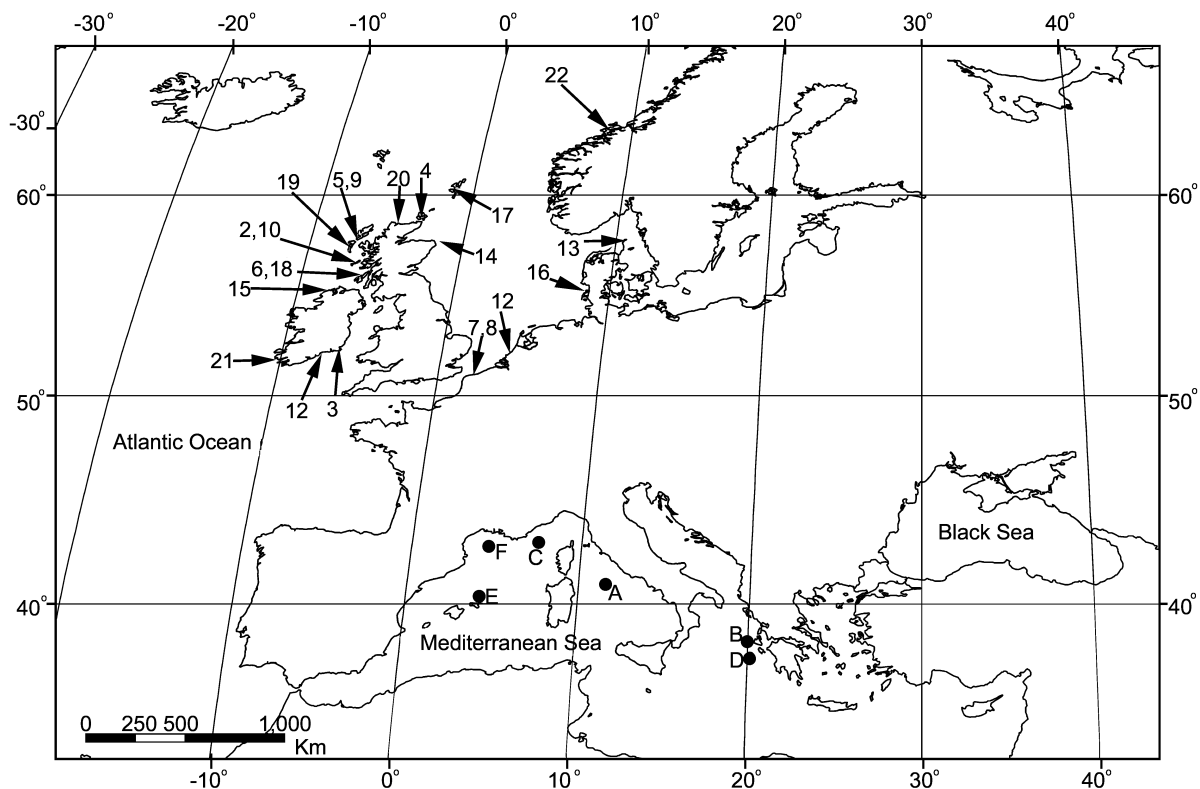 -30° -20° -10° 0° 10° 20° 30° 40°
22
-30°
5,9 20 4
19
60° 60°
17
2,10
13
14
6,18
16
15
12
7,8
21
12 3
50° 50°
Atlantic Ocean
Black Sea
F C
E A
40° 40°
Mediterranean Sea
B
D
0 250 500 1,000
Km
-10° 0° 10° 20° 30° 40°